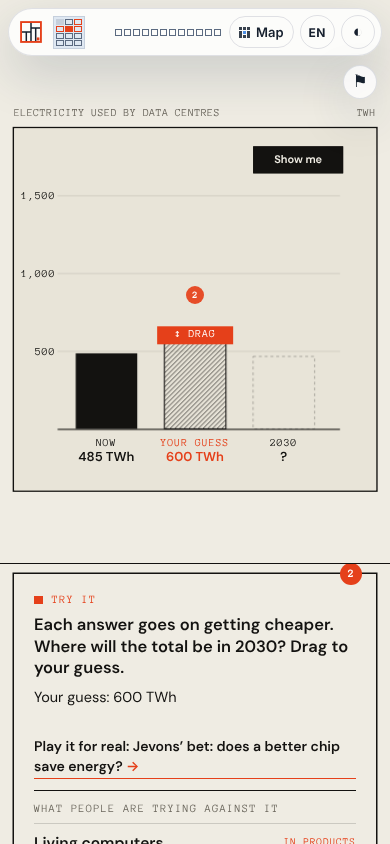 Map
EN
ELECTRICITY USED BY DATA CENTRES
TWH
Show me
1,500
1,000
2
↕ DRAG
500
NOW
YOUR GUESS
2030
485 TWh
600 TWh
?
2
TRY IT
Each answer goes on getting cheaper.
Where will the total be in 2030? Drag to
your guess.
Your guess: 600 TWh
Play it for real: Jevons’ bet: does a better chip
save energy? →
WHAT PEOPLE ARE TRYING AGAINST IT
Living computers
IN PRODUCTS